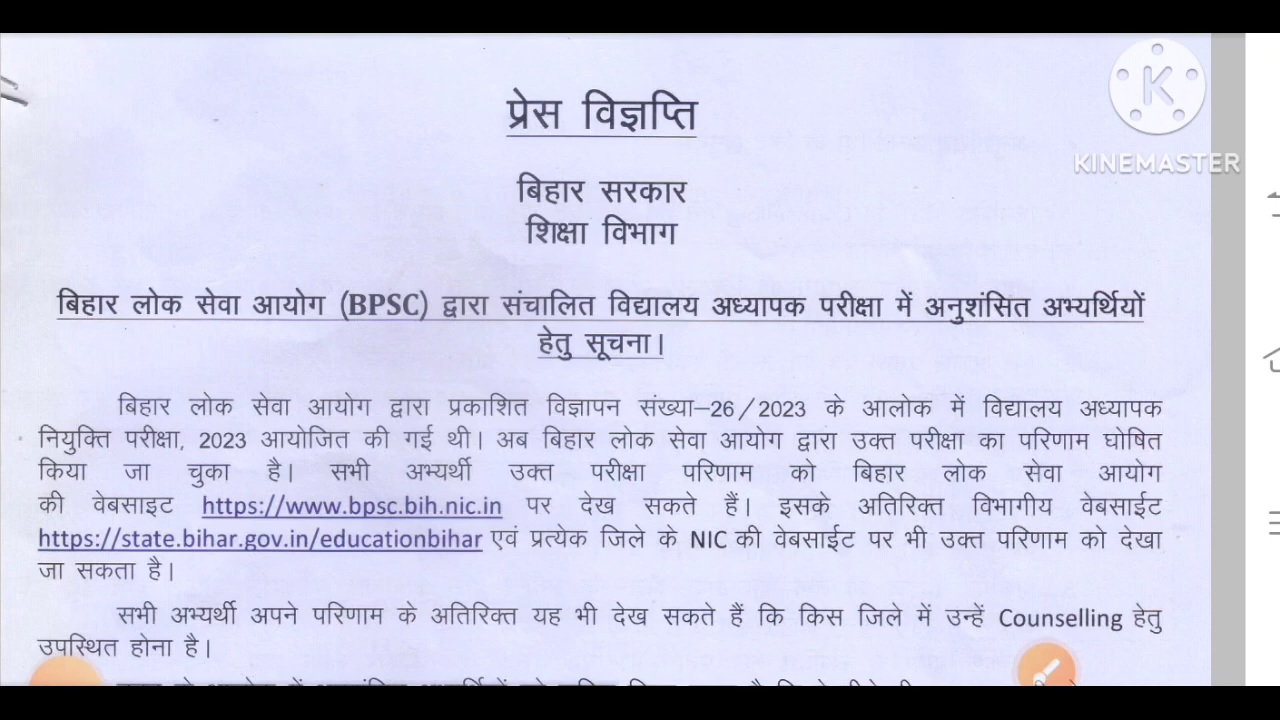 प्रेस विज्ञप्ति
KINEMASTER
बिहार सरकार
शिक्षा विभाग
बिहार लोक सेवा आयोग (BPSC) द्वारा संचालित विद्यालय अध्यापक परीक्षा में अनुशंसित अभ्यर्थियों
हेतु सूचना।
बिहार लोक सेवा आयोग द्वारा प्रकाशित विज्ञापन संख्या–26/2023 के आलोक में विद्यालय अध्यापक
नियुक्ति परीक्षा, 2023 आयोजित की गई थी। अब बिहार लोक सेवा आयोग द्वारा उक्त परीक्षा का परिणाम घोषित
किया जा चुका है। सभी अभ्यर्थी उक्त परीक्षा परिणाम को बिहार लोक सेवा आयोग
की वेबसाइट https://www.bpsc.bih.nic.in पर देख सकते हैं। इसके अतिरिक्त विभागीय वेबसाईट
https://state.bihar.gov.in/educationbihar एवं प्रत्येक जिले के NIC की वेबसाईट पर भी उक्त परिणाम को देखा
जा सकता है।
सभी अभ्यर्थी अपने परिणाम के अतिरिक्त यह भी देख सकते हैं कि किस जिले में उन्हें Counselling हेतु
उपस्थित होना है।